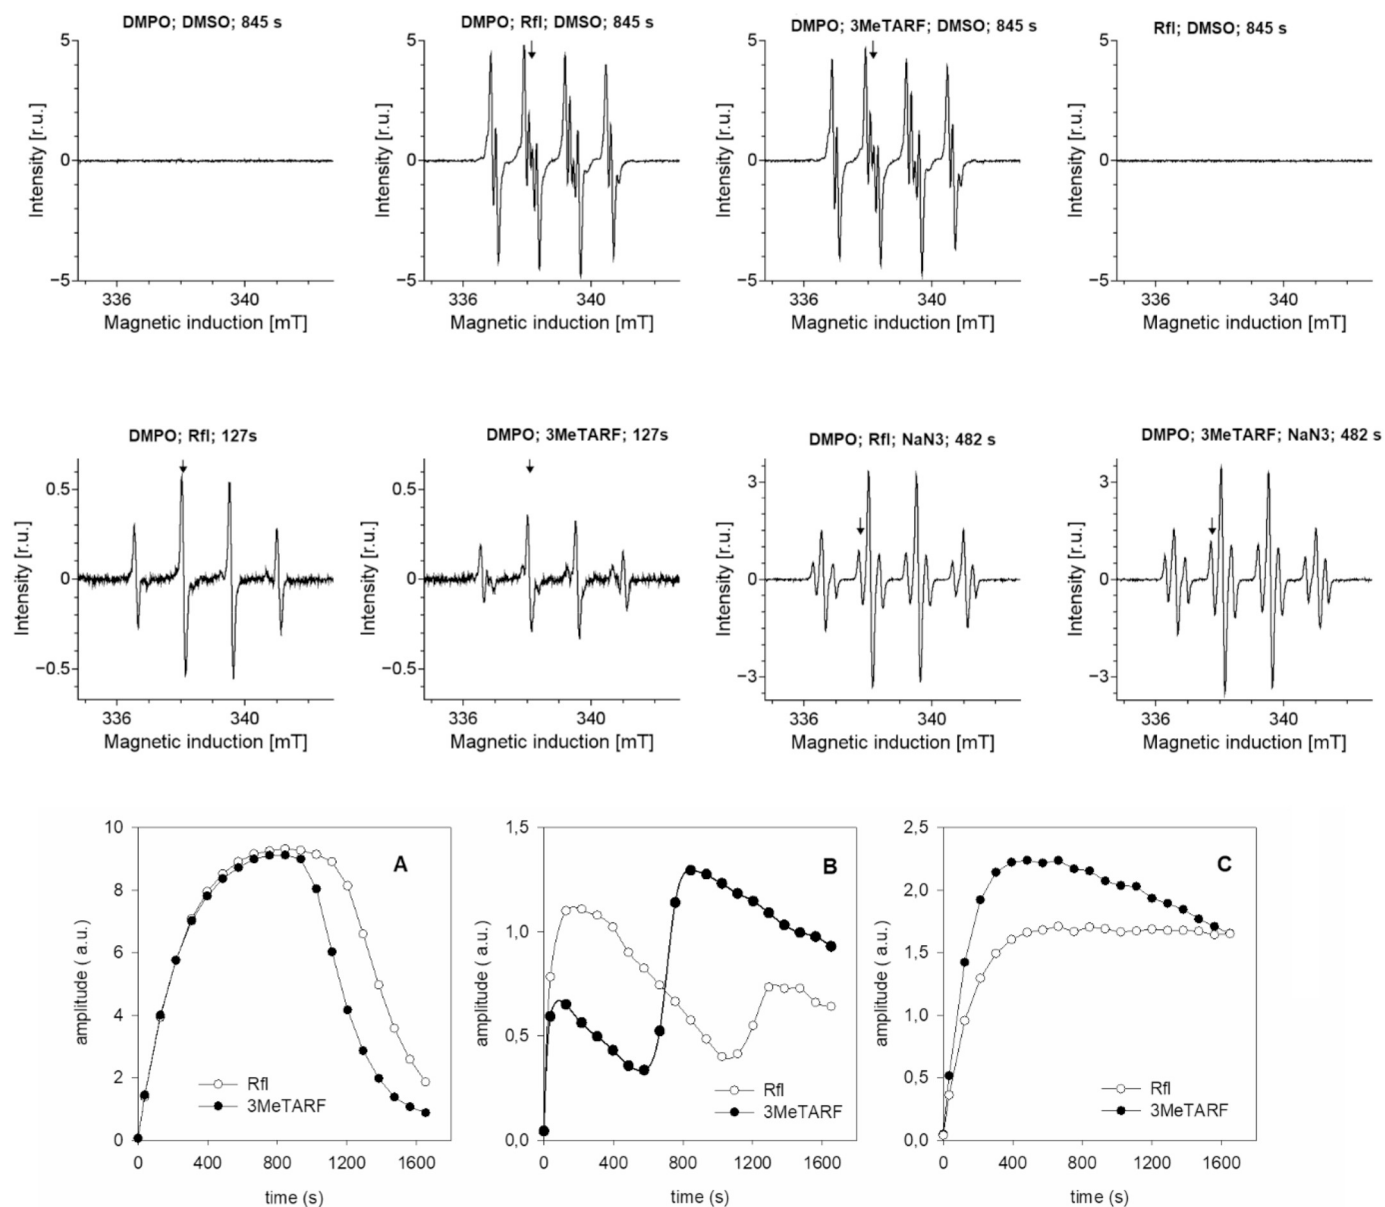 DMPO; DMSO; 845 s
DMPO; Rfl; DMSO; 845 s
DMPO; 3MeTARF; DMSO; 845 s
Rfl; DMSO; 845 s
Intensity [r.u.]
5
0
−5
336
340
Magnetic induction [mT]
Intensity [r.u.]
5
0
−5
336
340
Magnetic induction [mT]
Intensity [r.u.]
5
0
−5
336
340
Magnetic induction [mT]
Intensity [r.u.]
5
0
−5
336
340
Magnetic induction [mT]
DMPO; Rfl; 127s
DMPO; 3MeTARF; 127s
DMPO; Rfl; NaN3; 482 s
DMPO; 3MeTARF; NaN3; 482 s
Intensity [r.u.]
0.5
0
−0.5
336
340
Magnetic induction [mT]
Intensity [r.u.]
0.5
0
−0.5
336
340
Magnetic induction [mT]
Intensity [r.u.]
3
0
−3
336
340
Magnetic induction [mT]
Intensity [r.u.]
3
0
−3
336
340
Magnetic induction [mT]
A
amplitude ( a.u.)
10
8
6
4
2
0
Rfl
3MeTARF
0
400
800
1200
1600
time (s)
B
amplitude ( a.u.)
1,5
1,0
0,5
0,0
Rfl
3MeTARF
0
400
800
1200
1600
time (s)
C
amplitude ( a.u.)
2,5
2,0
1,5
1,0
0,5
0,0
Rfl
3MeTARF
0
400
800
1200
1600
time (s)